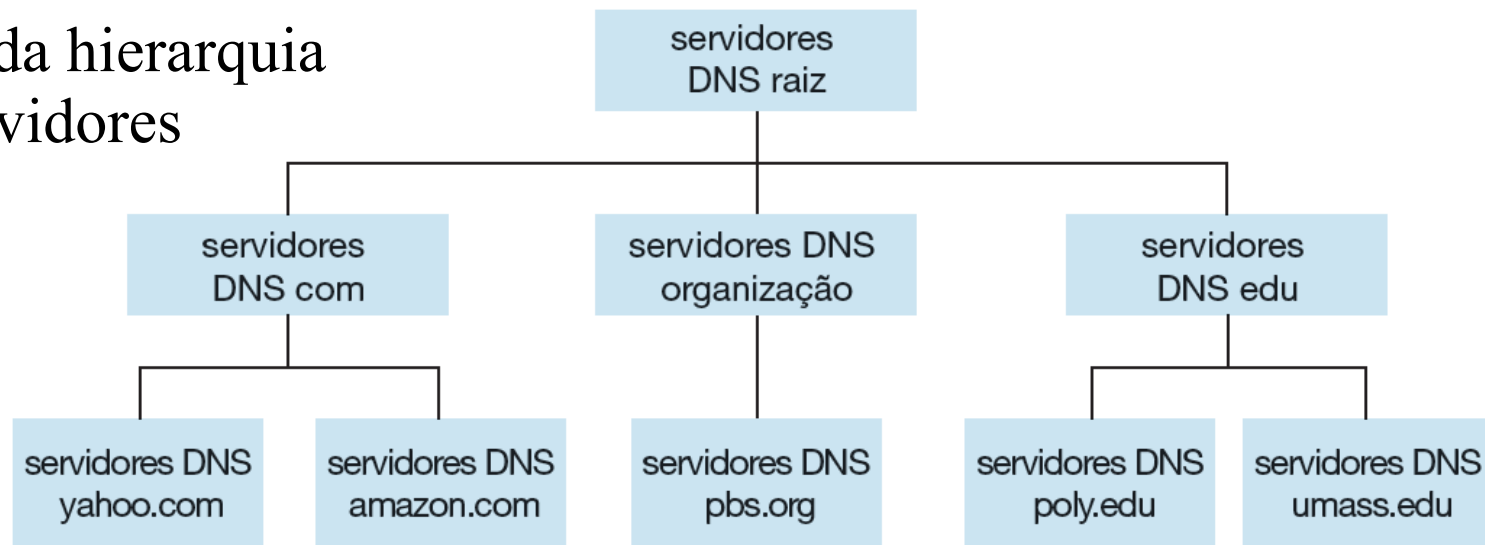 da hierarquia
vidores
servidores
DNS raiz
servidores
DNS com
servidores DNS
organização
servidores
DNS edu
servidores DNS
yahoo.com
servidores DNS
amazon.com
servidores DNS
pbs.org
servidores DNS
poly.edu
servidores DNS
umass.edu